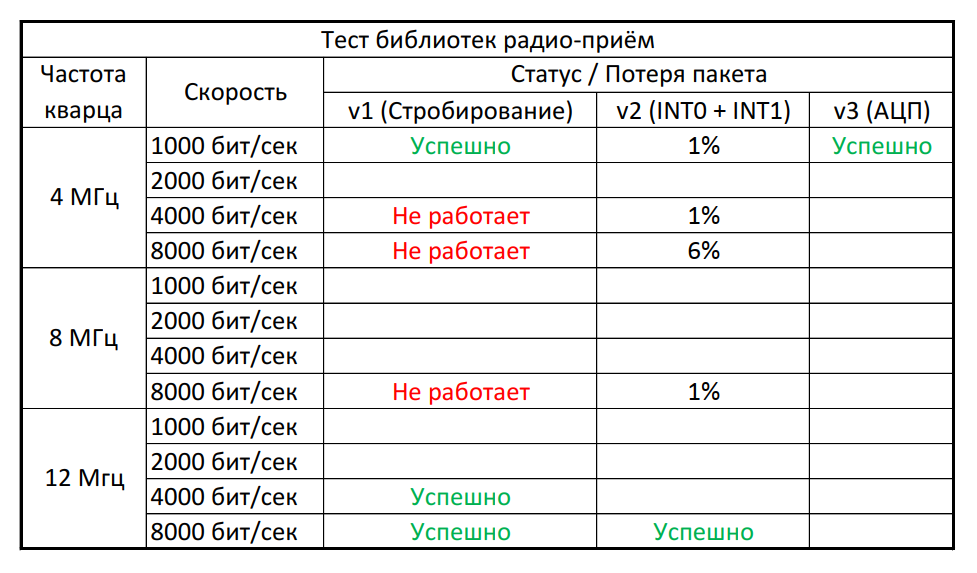 Тест библиотек радио-приём
Частота кварца Скорость Статус / Потеря пакета
v1 (Стробирование) v2 (INT0 + INT1) v3 (АЦП)
4 МГц
1000 бит/сек Успешно 1% Успешно
2000 бит/сек
4000 бит/сек Не работает 1%
8000 бит/сек Не работает 6%
8 МГц
1000 бит/сек
2000 бит/сек
4000 бит/сек
8000 бит/сек Не работает 1%
12 Мгц
1000 бит/сек
2000 бит/сек
4000 бит/сек Успешно
8000 бит/сек Успешно Успешно